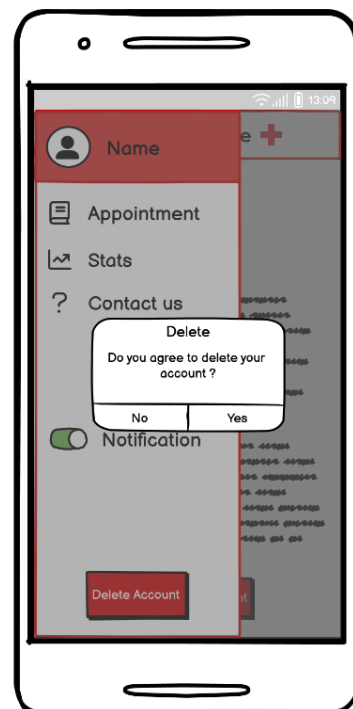 13:09
Name
e
Appointment
Stats
? Contact us
Delete
Do you agree to delete your
account ?
No Yes
Notification
Delete Account
nt